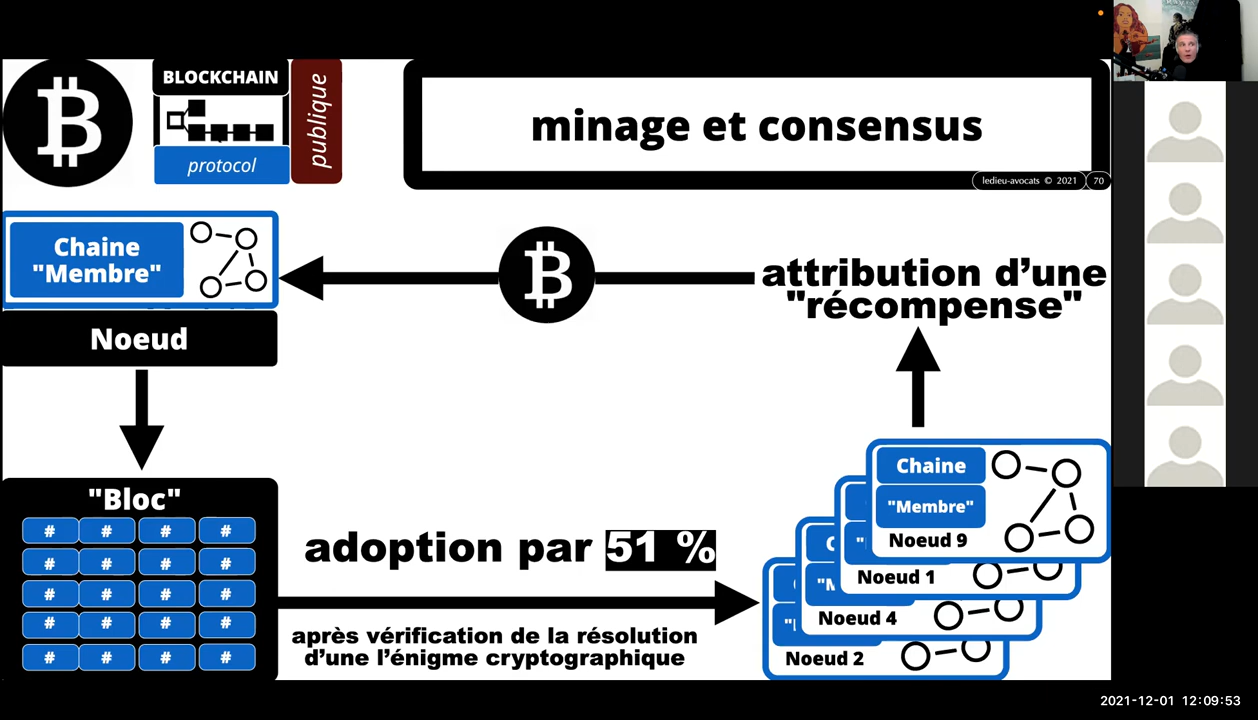 BLOCKCHAIN
protocol
publique
minage et consensus
ledieu-avocats © 2021 70
Chaine
"Membre"
Noeud
attribution d’une
"récompense"
"Bloc"
# # # #
# # # #
# # # #
# # # #
# # # #
adoption par 51 %
après vérification de la résolution
d’une l’énigme cryptographique
Chaine
"Membre"
Noeud 9
Noeud 1
Noeud 4
Noeud 2
2021-12-01 12:09:53